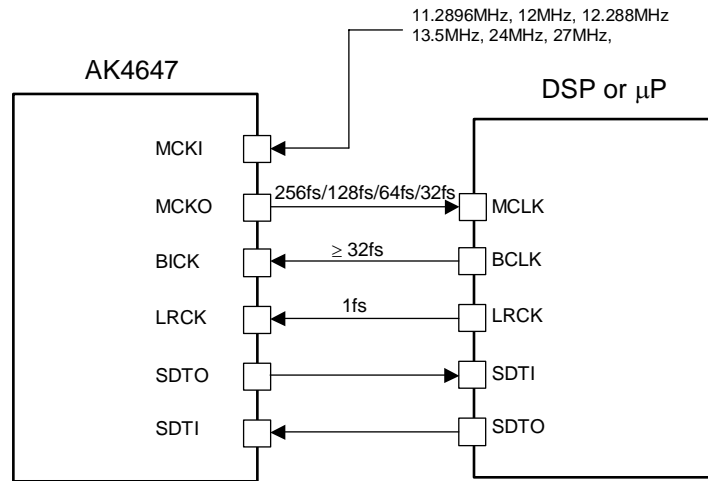 11.2896MHz, 12MHz, 12.288MHz
13.5MHz, 24MHz, 27MHz,
AK4647
DSP or μP
MCKI
MCKO
256fs/128fs/64fs/32fs
MCLK
BICK
≥ 32fs
BCLK
LRCK
1fs
LRCK
SDTO
SDTI
SDTI
SDTO